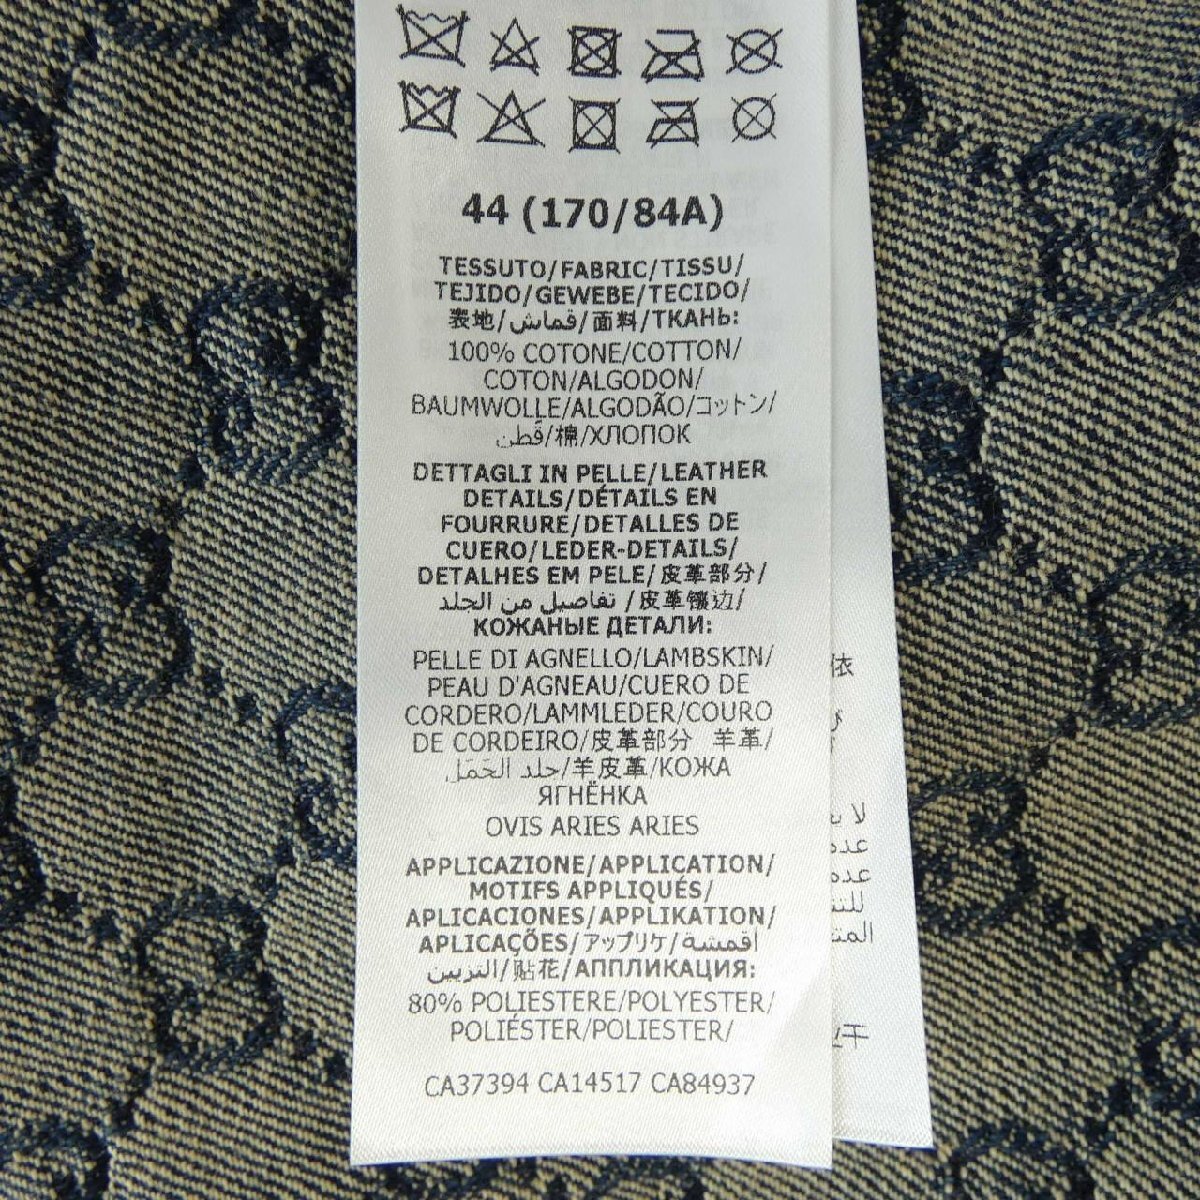 44 (170/84A)
TESSUTO/FABRIC/TISSU/
TEJIDO/GEWEBE/TECIDO/
表地/قماش/面料/ТКАНЬ:
100% COTONE/COTTON/
COTON/ALGODON/
BAUMWOLLE/ALGODÃO/コットン/
قُطن/棉/ХЛОПОК
DETTAGLI IN PELLE/LEATHER
DETAILS/DÉTAILS EN
FOURRURE/DETALLES DE
CUERO/LEDER-DETAILS/
DETALHES EM PELE/皮革部分/
تفاصيل من الجلد /皮革镶边/
КОЖАНЫЕ ДЕТАЛИ:
PELLE DI AGNELLO/LAMBSKIN/
PEAU D'AGNEAU/CUERO DE
CORDERO/LAMMLEDER/COURO
DE CORDEIRO/皮革部分 羊革/
جلد الحَمَل/羊皮革/КОЖА
ЯГНЁНКА
OVIS ARIES ARIES
APPLICAZIONE/APPLICATION/
MOTIFS APPLIQUÉS/
APLICACIONES/APPLIKATION/
APLICAÇÕES/アップリケ/أقمشة
التزيين/贴花/АППЛИКАЦИЯ:
80% POLIESTERE/POLYESTER/
POLIÉSTER/POLIESTER/
CA37394 CA14517 CA84937
依
لا
عدم
عدم